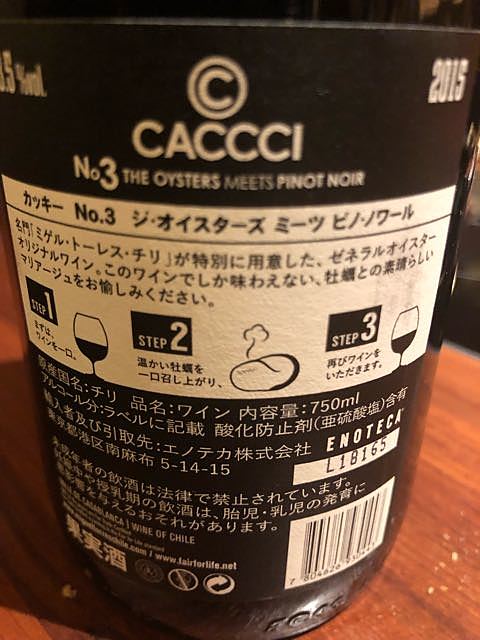 .5 %vol.
2015
C
CACCCI
No3 THE OYSTERS MEETS PINOT NOIR
カッキー No.3 ジ・オイスターズ ミーツ ピノ・ノワール
名門「ミゲル・トーレス・チリ」が特別に用意した、ゼネラルオイスター
オリジナルワイン。このワインでしか味わえない、牡蠣との素晴らしい
マリアージュをお愉しみください。
STEP 1
まずは、
ワインを一口。
STEP 2
温かい牡蠣を
一口召し上がり、
STEP 3
再びワインを
いただきます。
原産国名:チリ 品名:ワイン 内容量:750ml
アルコール分:ラベルに記載 酸化防止剤(亜硫酸塩)含有
輸入者及び引取先:エノテカ株式会社
東京都港区南麻布 5-14-15
ENOTECA
L18165
未成年者の飲酒は法律で禁止されています。
妊娠中や授乳期の飲酒は、胎児・乳児の発育に
影響を与えるおそれがあります。
CASABLANCA | WINE OF CHILE
www.fairforlife.net
果実酒